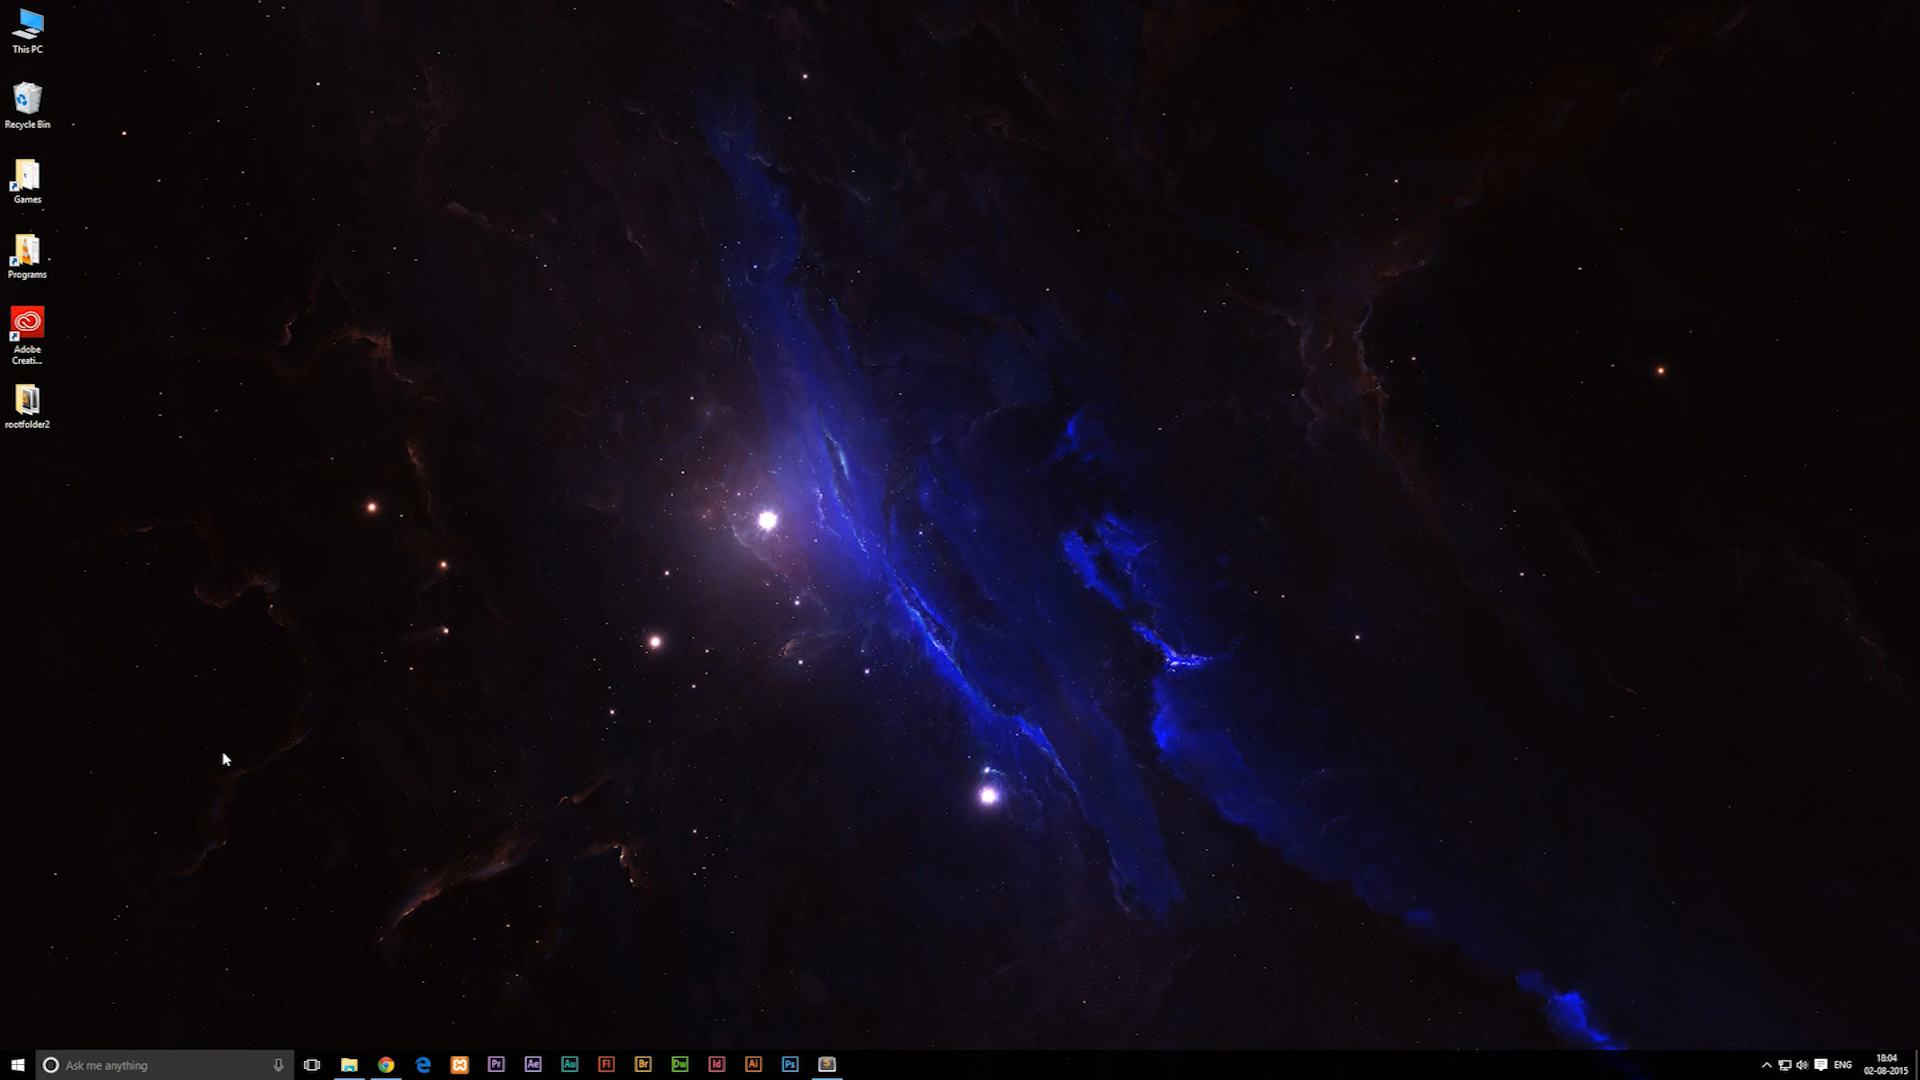 This PC
Recycle Bin
Games
Programs
Adobe
Creati...
rootfolder2
Ask me anything
Pr
Ae
Au
Fl
Br
Dw
Id
Ai
Ps
S
ENG
18:04
02-08-2015